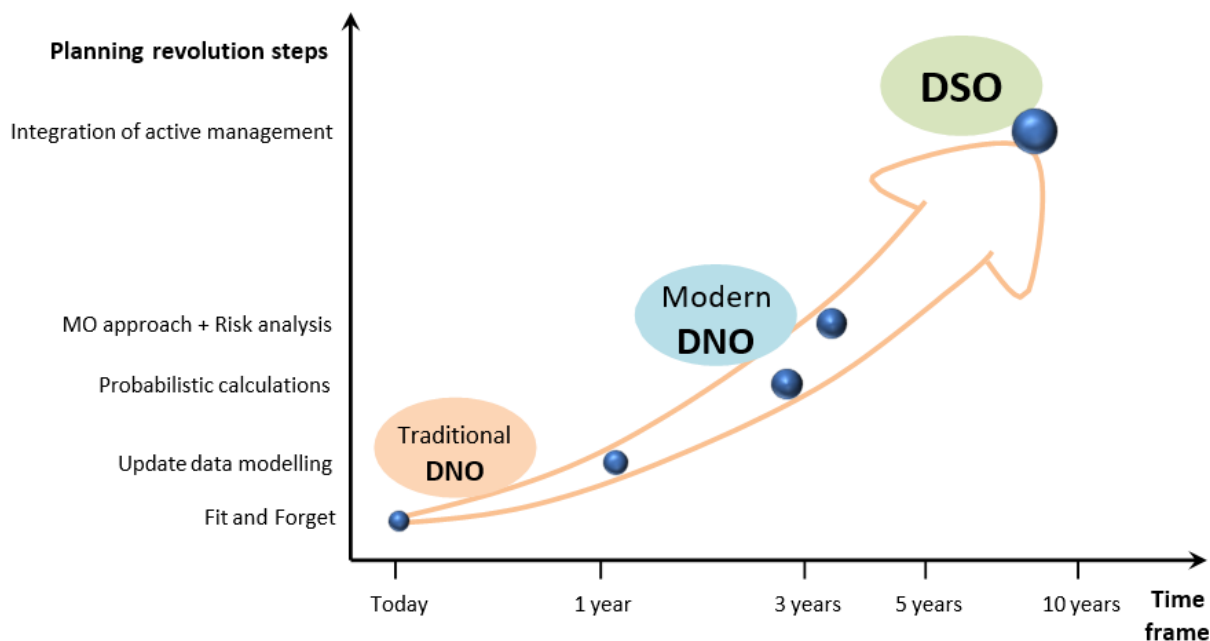 Planning revolution steps
DSO
Integration of active management
Modern
DNO
MO approach + Risk analysis
Probabilistic calculations
Traditional
DNO
Update data modelling
Fit and Forget
Today
1 year
3 years
5 years
10 years
Time
frame